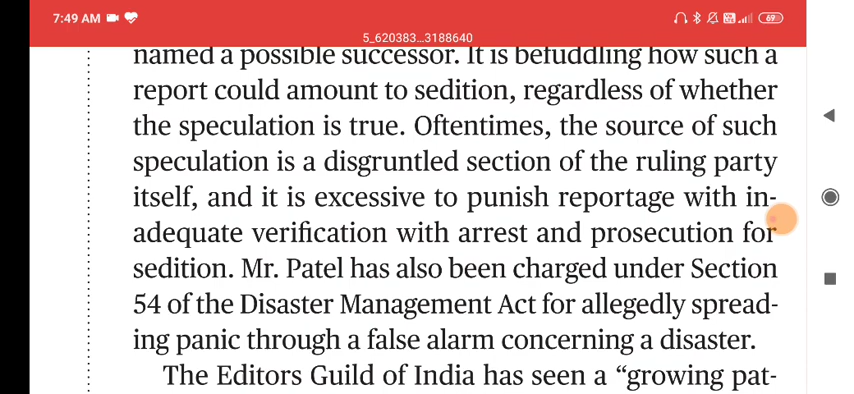 7:49 AM
69
5_620383...3188640
named a possible successor. It is befuddling how such a
report could amount to sedition, regardless of whether
the speculation is true. Oftentimes, the source of such
speculation is a disgruntled section of the ruling party
itself, and it is excessive to punish reportage with in-
adequate verification with arrest and prosecution for
sedition. Mr. Patel has also been charged under Section
54 of the Disaster Management Act for allegedly spread-
ing panic through a false alarm concerning a disaster.
The Editors Guild of India has seen a “growing pat-